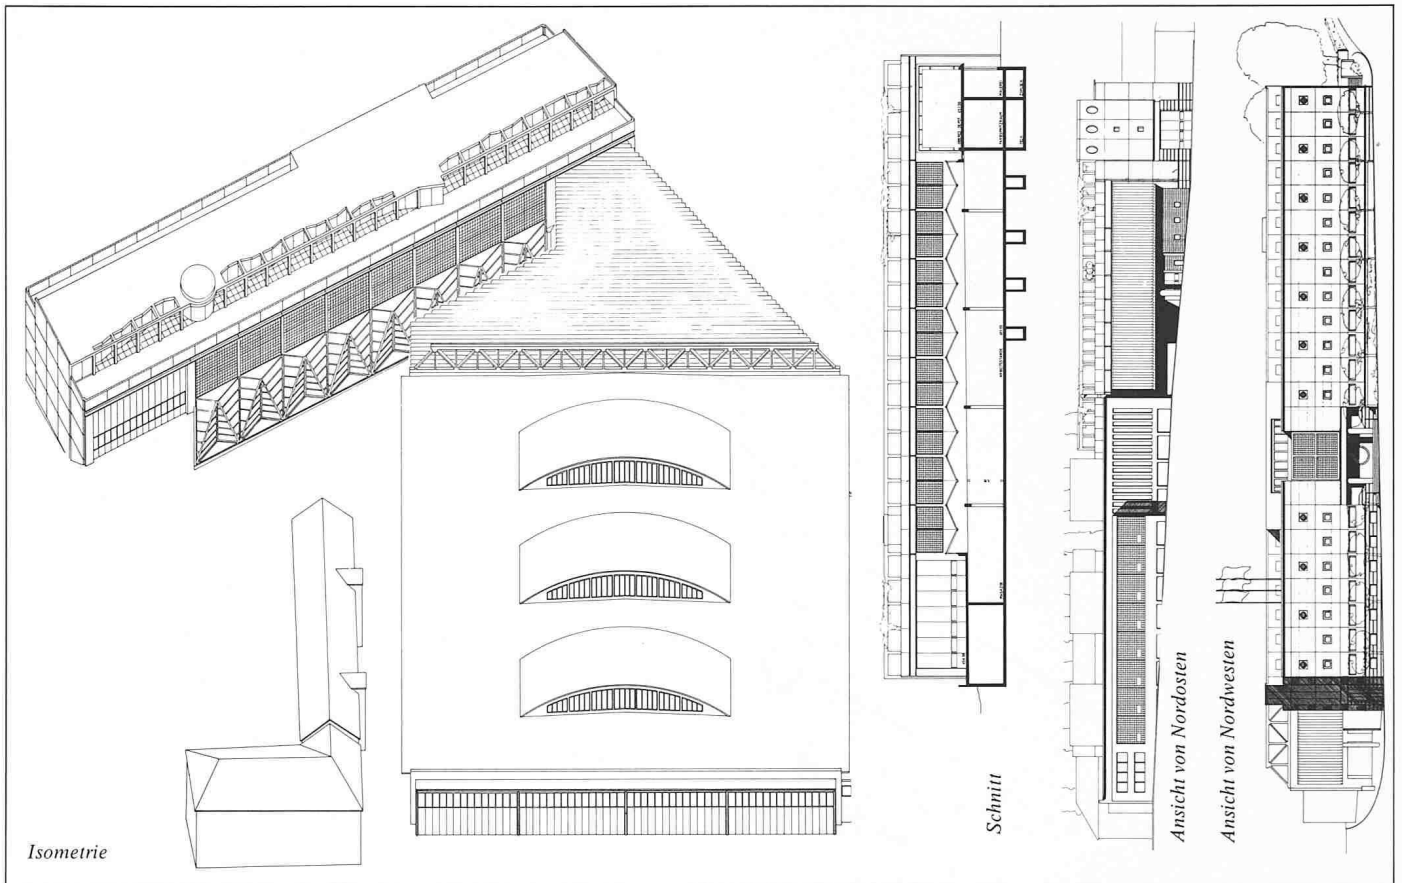 Isometrie
Schnitt
Ansicht von Nordosten
Ansicht von Nordwesten